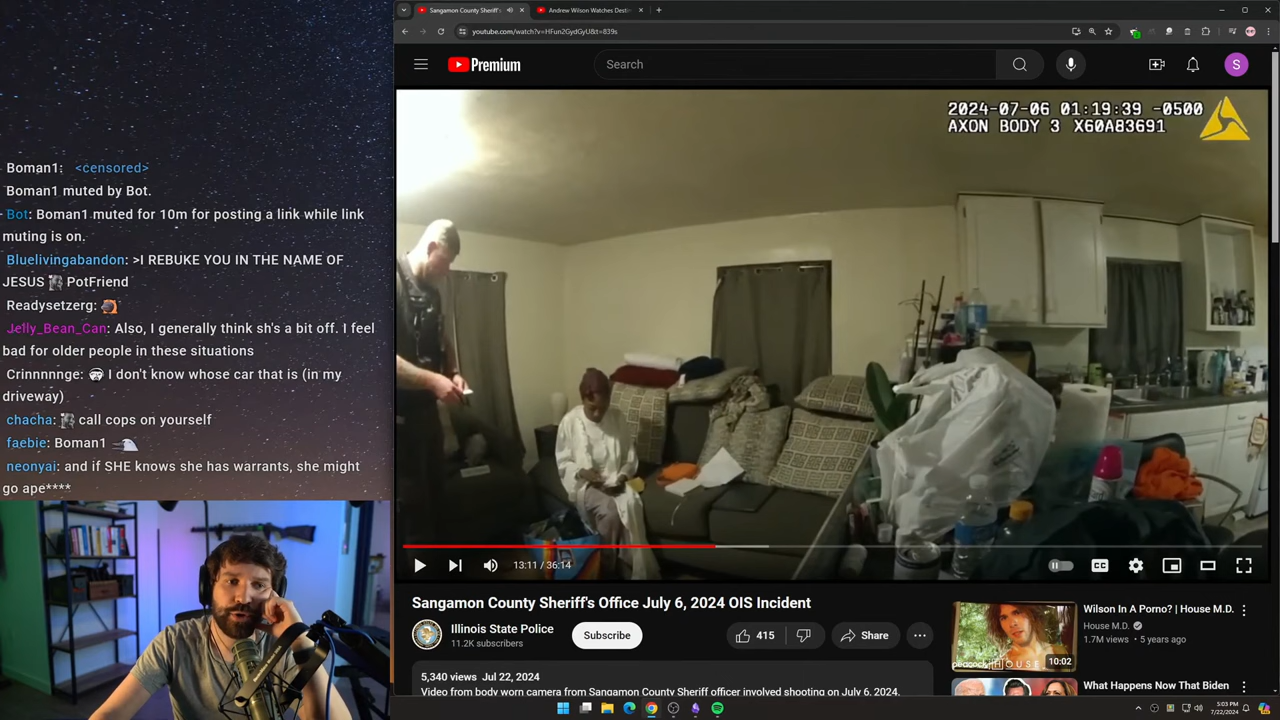 Sangamon County Sheriff's
Andrew Wilson Watches Desti
youtube.com/watch?v=HFun2GydGyU&t=839s
Premium
Search
S
2024-07-06 01:19:39 -0500
AXON BODY 3 X60A83691
Boman1: <censored>
Boman1 muted by Bot.
Bot: Boman1 muted for 10m for posting a link while link
muting is on.
Bluelivingabandon: >I REBUKE YOU IN THE NAME OF
JESUS PotFriend
Readysetzerg:
Jelly_Bean_Can: Also, I generally think sh's a bit off. I feel
bad for older people in these situations
Crinnnnnge: I don't know whose car that is (in my
driveway)
chacha: call cops on yourself
faebie: Boman1
neonyai: and if SHE knows she has warrants, she might
go ape****
13:11 / 36:14
CC
Sangamon County Sheriff's Office July 6, 2024 OIS Incident
Illinois State Police
11.2K subscribers
Subscribe
415
Share
5,340 views Jul 22, 2024
Video from body worn camera from Sangamon County Sheriff officer involved shooting on July 6, 2024.
peacock HOUSE
10:02
Wilson In A Porno? | House M.D.
House M.D.
1.7M views • 5 years ago
What Happens Now That Biden
5:03 PM
7/22/2024